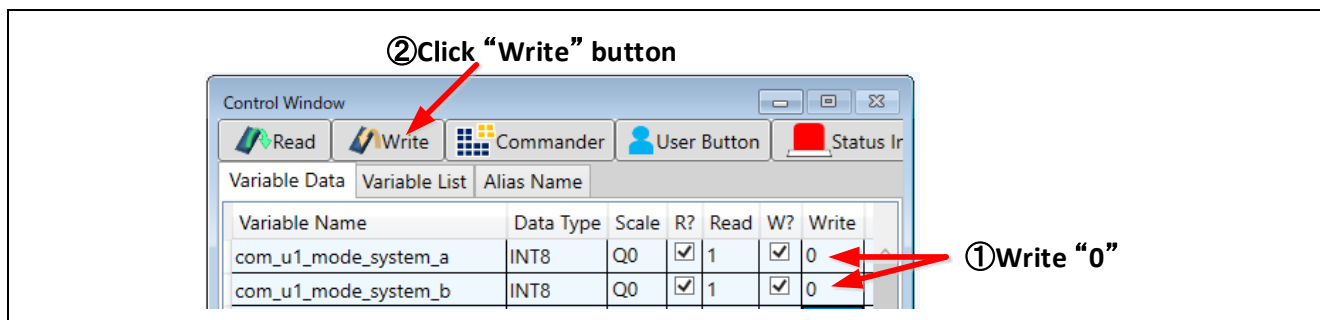 ②Click “Write” button
Control Window
Read Write Commander User Button Status In
Variable Data Variable List Alias Name
Variable Name Data Type Scale R? Read W? Write
com_u1_mode_system_a INT8 Q0 1 0
①Write “0”
com_u1_mode_system_b INT8 Q0 1 0